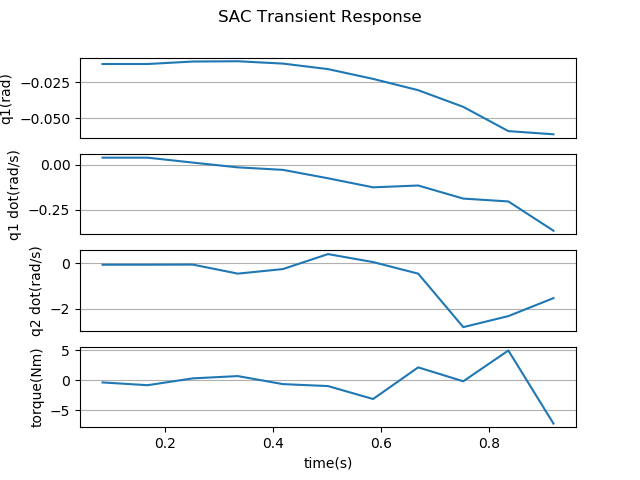 SAC Transient Response
q1(rad)
−0.025
−0.050
q1 dot(rad/s)
0.00
−0.25
q2 dot(rad/s)
0
−2
torque(Nm)
5
0
−5
0.2 0.4 0.6 0.8
time(s)